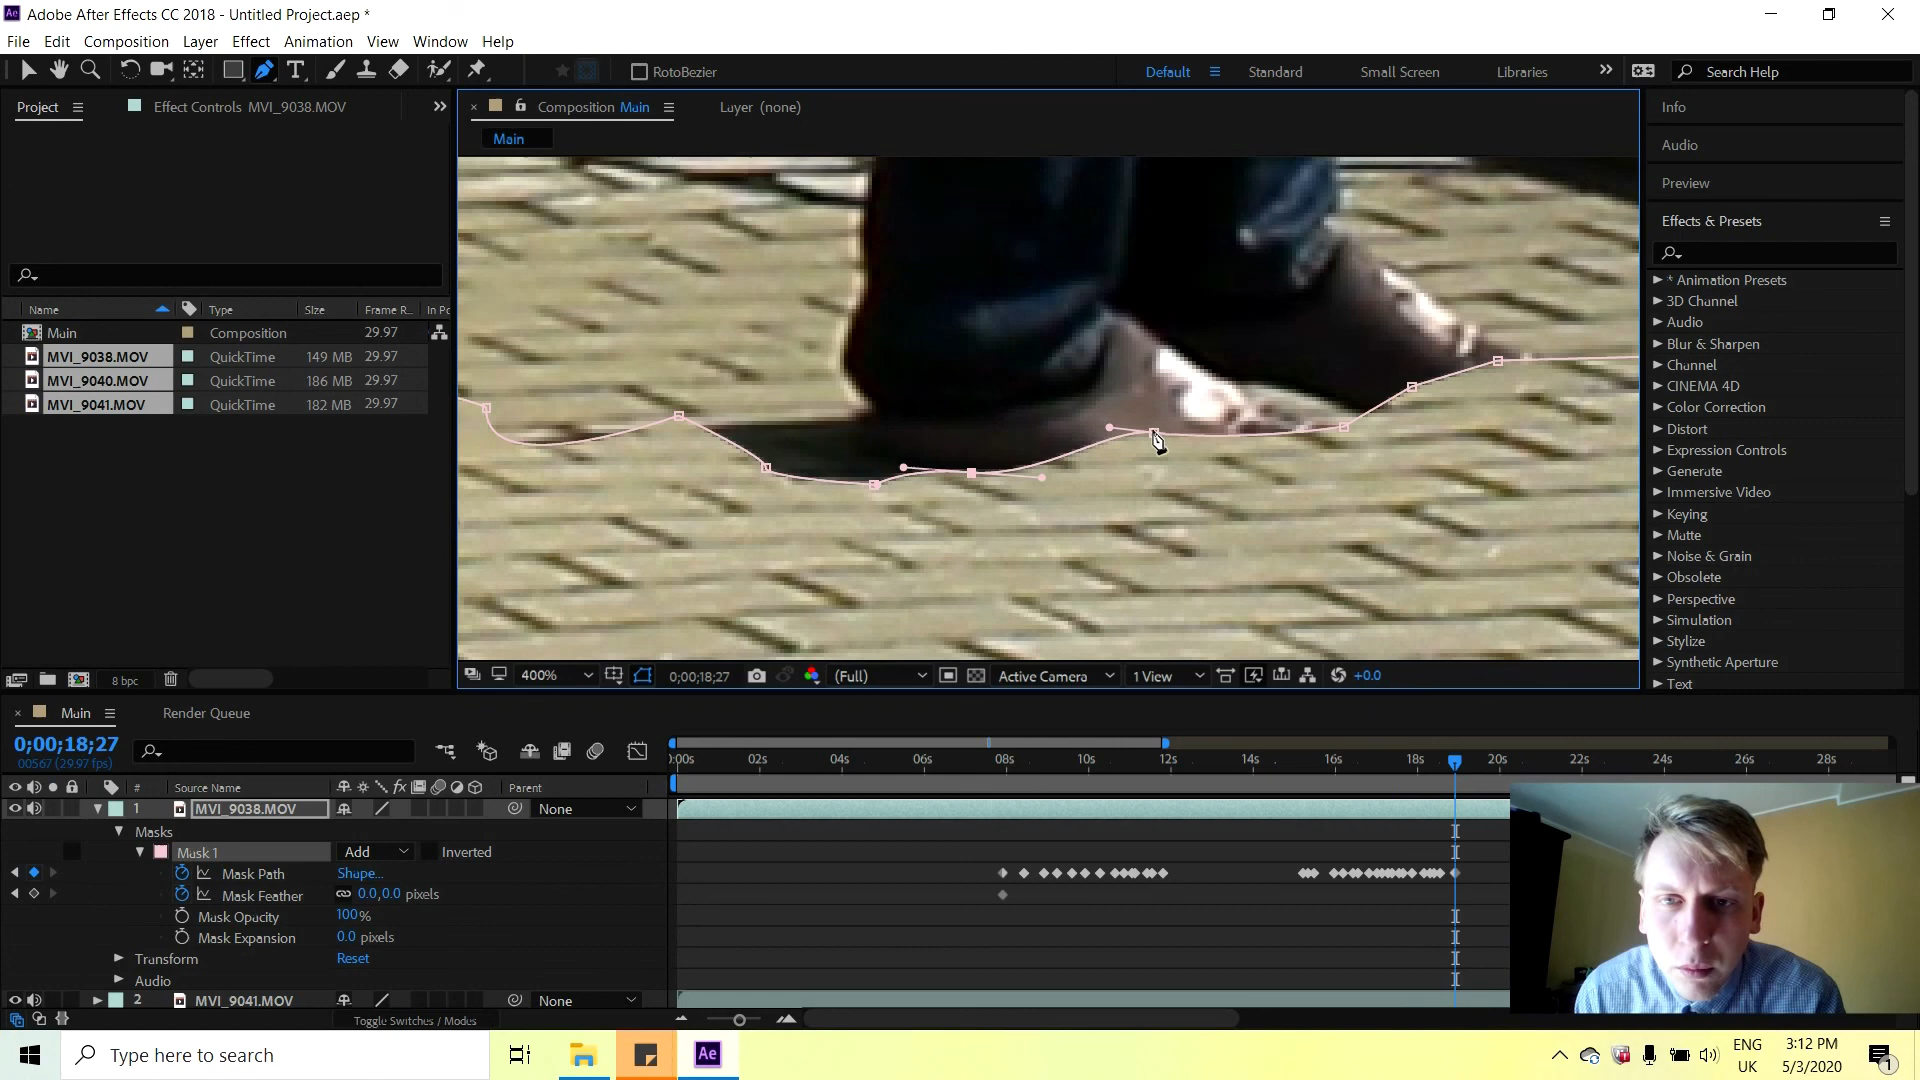 Adobe After Effects CC 2018 - Untitled Project.aep *
File Edit Composition Layer Effect Animation View Window Help
RotoBezier
Default Standard Small Screen Libraries Search Help
Project Effect Controls MVI_9038.MOV
Composition Main Layer (none)
Main
Info
Audio
Preview
Effects & Presets
* Animation Presets
3D Channel
Audio
Blur & Sharpen
Channel
CINEMA 4D
Color Correction
Distort
Expression Controls
Generate
Immersive Video
Keying
Matte
Noise & Grain
Obsolete
Perspective
Simulation
Stylize
Synthetic Aperture
Text
Name Type Size Frame R... In Po
Main Composition 29.97
MVI_9038.MOV QuickTime 149 MB 29.97
MVI_9040.MOV QuickTime 186 MB 29.97
MVI_9041.MOV QuickTime 182 MB 29.97
8 bpc
400% 0;00;18;27 (Full) Active Camera 1 View +0.0
Main Render Queue
0;00;18;27
00567 (29.97 fps)
:00s 02s 04s 06s 08s 10s 12s 14s 16s 18s 20s 22s 24s 26s 28s
# Source Name Parent
1 MVI_9038.MOV None
Masks
Mask 1 Add Inverted
Mask Path Shape...
Mask Feather 0.0,0.0 pixels
Mask Opacity 100%
Mask Expansion 0.0 pixels
Transform Reset
Audio
2 MVI_9041.MOV None
Toggle Switches / Modes
Type here to search
Ae
ENG
UK
3:12 PM
5/3/2020
1